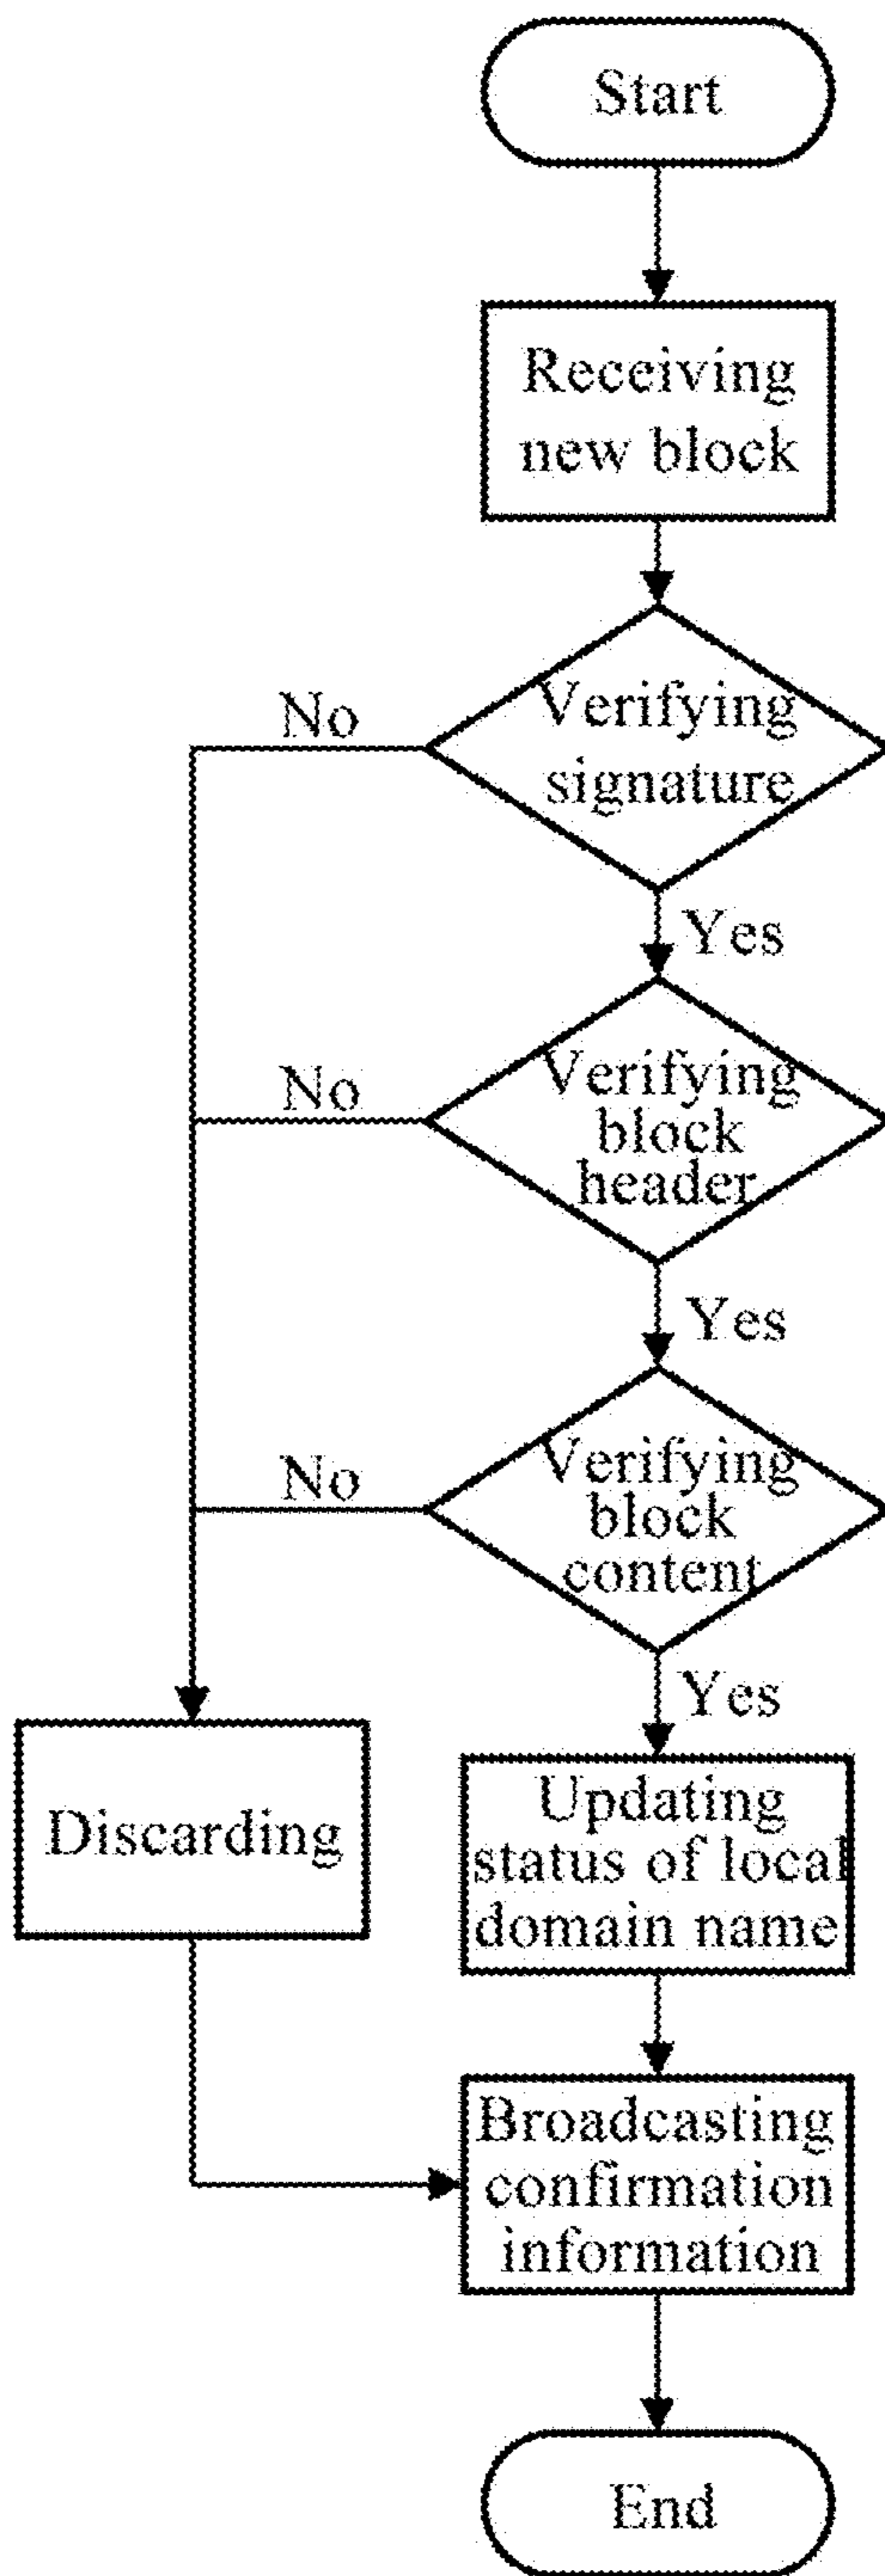 Start
Receiving
new block
Verifying
signature
No
Yes
Verifying
block
header
No
Yes
Verifying
block
content
No
Yes
Discarding
Updating
status of local
domain name
Broadcasting
confirmation
information
End